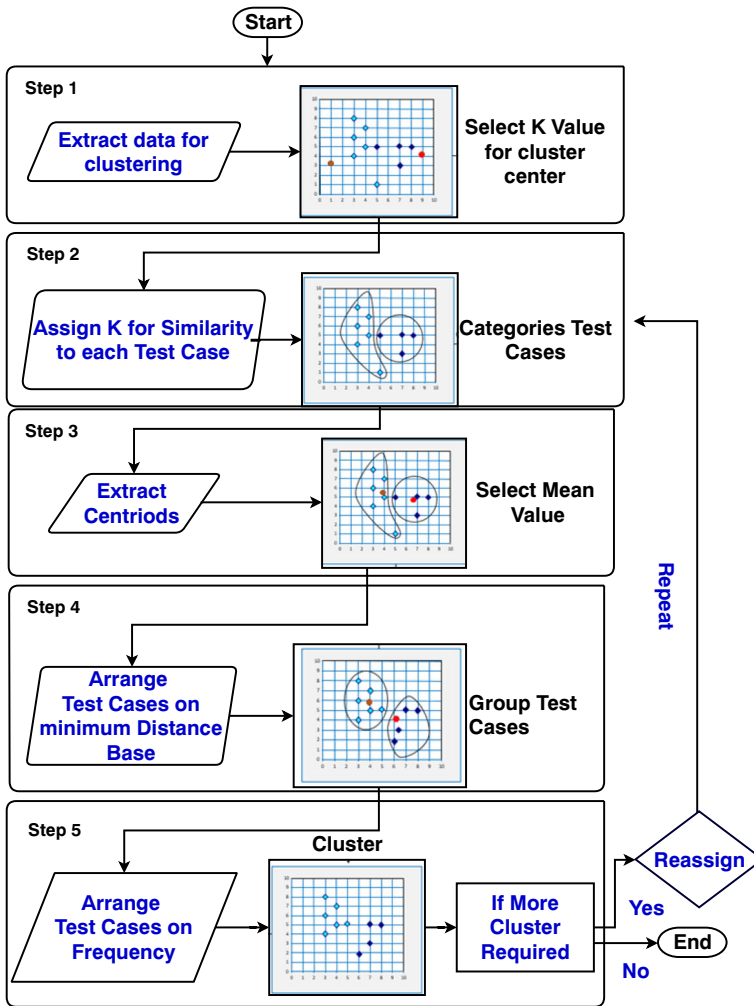 Start
Step 1
Extract data for
clustering
Select K Value
for cluster
center
Step 2
Assign K for Similarity
to each Test Case
Categories Test
Cases
Step 3
Extract
Centriods
Select Mean
Value
Repeat
Step 4
Arrange
Test Cases on
minimum Distance
Base
Group Test
Cases
Step 5
Cluster
Arrange
Test Cases on
Frequency
If More
Cluster
Required
Reassign
Yes
End
No